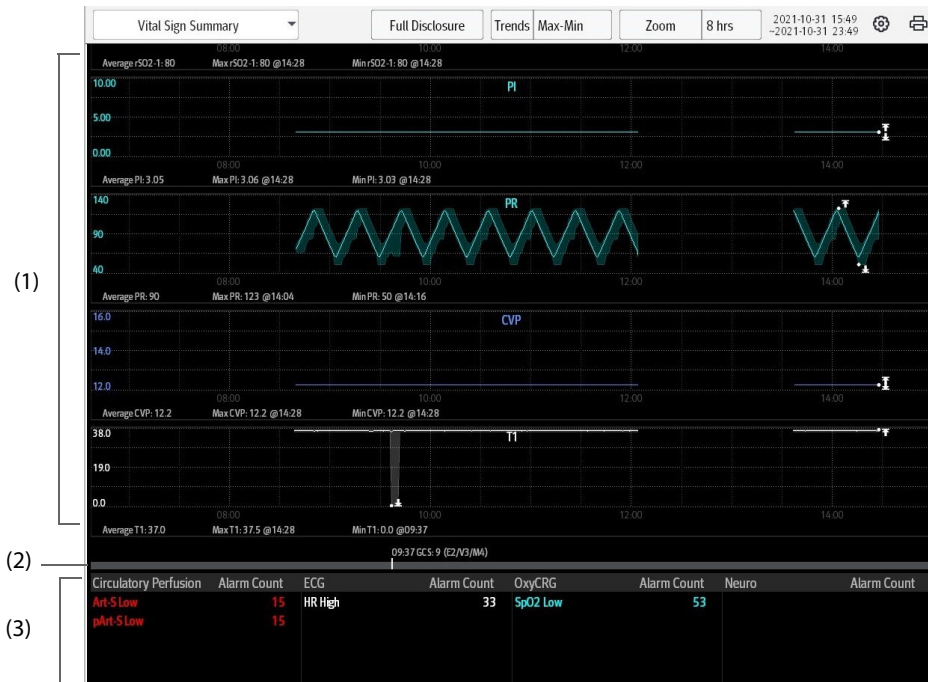 Vital Sign Summary Full Disclosure Trends Max-Min Zoom 8 hrs 2021-10-31 15:49
~2021-10-31 23:49
08:00 10:00 12:00 14:00
Average rSO2-1: 80 Max rSO2-1: 80 @14:28 Min rSO2-1: 80 @14:28
(1)
10.00 PI
5.00
0.00
08:00 10:00 12:00 14:00
Average PI: 3.05 Max PI: 3.06 @14:28 Min PI: 3.03 @14:28
140 PR
90
40
08:00 10:00 12:00 14:00
Average PR: 90 Max PR: 123 @14:04 Min PR: 50 @14:16
16.0 CVP
14.0
12.0
08:00 10:00 12:00 14:00
Average CVP: 12.2 Max CVP: 12.2 @14:28 Min CVP: 12.2 @14:28
38.0 T1
19.0
0.0
08:00 10:00 12:00 14:00
Average T1: 37.0 Max T1: 37.5 @14:28 Min T1: 0.0 @09:37
(2)
09:37 GCS: 9 (E2/V3/M4)
(3)
Circulatory Perfusion Alarm Count ECG Alarm Count OxyCRG Alarm Count Neuro Alarm Count
Art-S Low 15 HR High 33 SpO2 Low 53
pArt-S Low 15